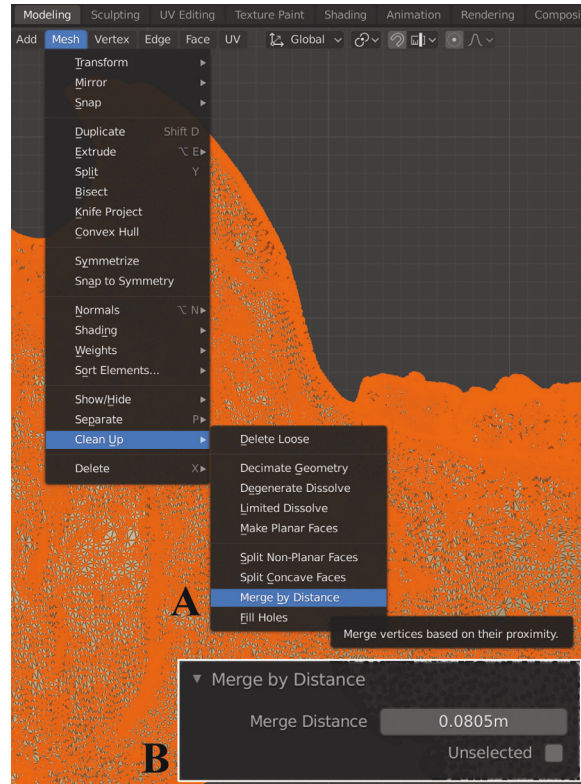 Modeling Sculpting UV Editing Texture Paint Shading Animation Rendering Composi
Add Mesh Vertex Edge Face UV Global
Transform
Mirror
Snap
Duplicate Shift D
Extrude ⌥ E
Split Y
Bisect
Knife Project
Convex Hull
Symmetrize
Snap to Symmetry
Normals ⌥ N
Shading
Weights
Sort Elements...
Show/Hide
Separate P
Clean Up
Delete X
Delete Loose
Decimate Geometry
Degenerate Dissolve
Limited Dissolve
Make Planar Faces
Split Non-Planar Faces
Split Concave Faces
Merge by Distance
Fill Holes
A
Merge vertices based on their proximity.
Merge by Distance
Merge Distance 0.0805m
Unselected
B